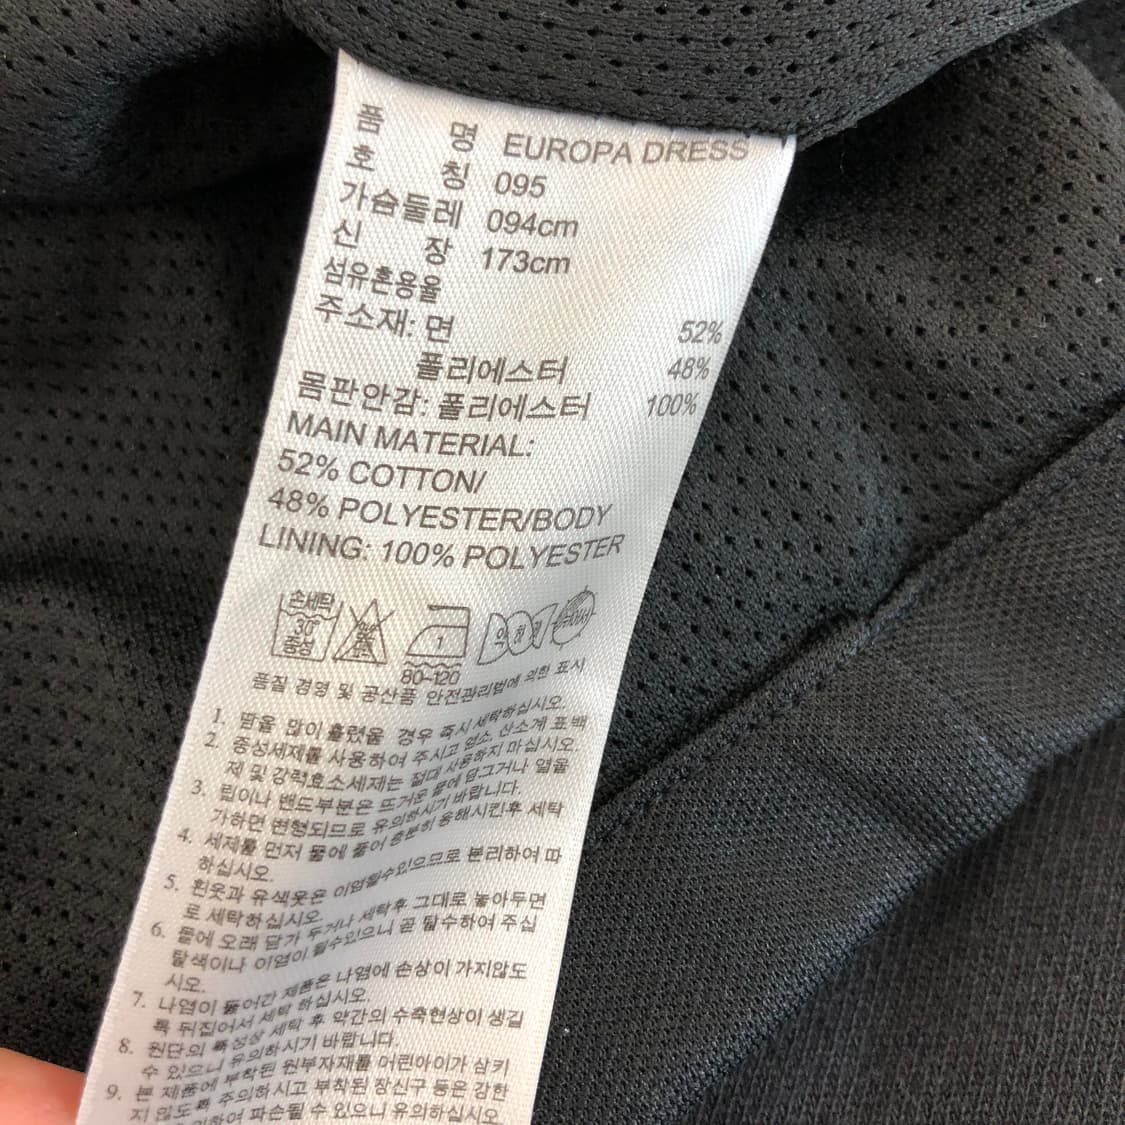 품 명 EUROPA DRESS
호 칭 095
가슴둘레 094cm
신 장 173cm
섬유혼용율
주소재: 면 52%
폴리에스터 48%
몸판안감: 폴리에스터 100%
MAIN MATERIAL:
52% COTTON/
48% POLYESTER/BODY
LINING: 100% POLYESTER
손세탁
30°
중성
1
80~120
품질 경영 및 공산품 안전관리법에 의한 표시
1. 땀을 많이 흘렸을 경우 즉시 세탁하십시오.
2. 중성세제를 사용하여 주시고 염소, 산소계 표백
제 및 강력효소세제는 절대 사용하지 마십시오.
3. 립이나 밴드부분은 뜨거운 물에 담그거나 열을
가하면 변형되므로 유의하시기 바랍니다.
4. 세제를 먼저 물에 풀어 충분히 용해시킨후 세탁
하십시오.
5. 흰옷과 유색옷은 이염될수있으므로 분리하여 따
로 세탁하십시오.
6. 물에 오래 담가 두거나 세탁후 그대로 놓아두면
탈색이나 이염이 될수있으니 곧 탈수하여 주십
시오.
7. 나염이 들어간 제품은 나염에 손상이 가지않도
록 뒤집어서 세탁 하십시오.
8. 원단의 특성상 세탁 후 약간의 수축현상이 생길
수 있으니 유의하시기 바랍니다.
9. 본 제품에 부착된 원부자재를 어린아이가 삼키
지 않도록 주의하시고 부착된 장신구 등은 강한
파손될 수 있으니 유의하십시오.